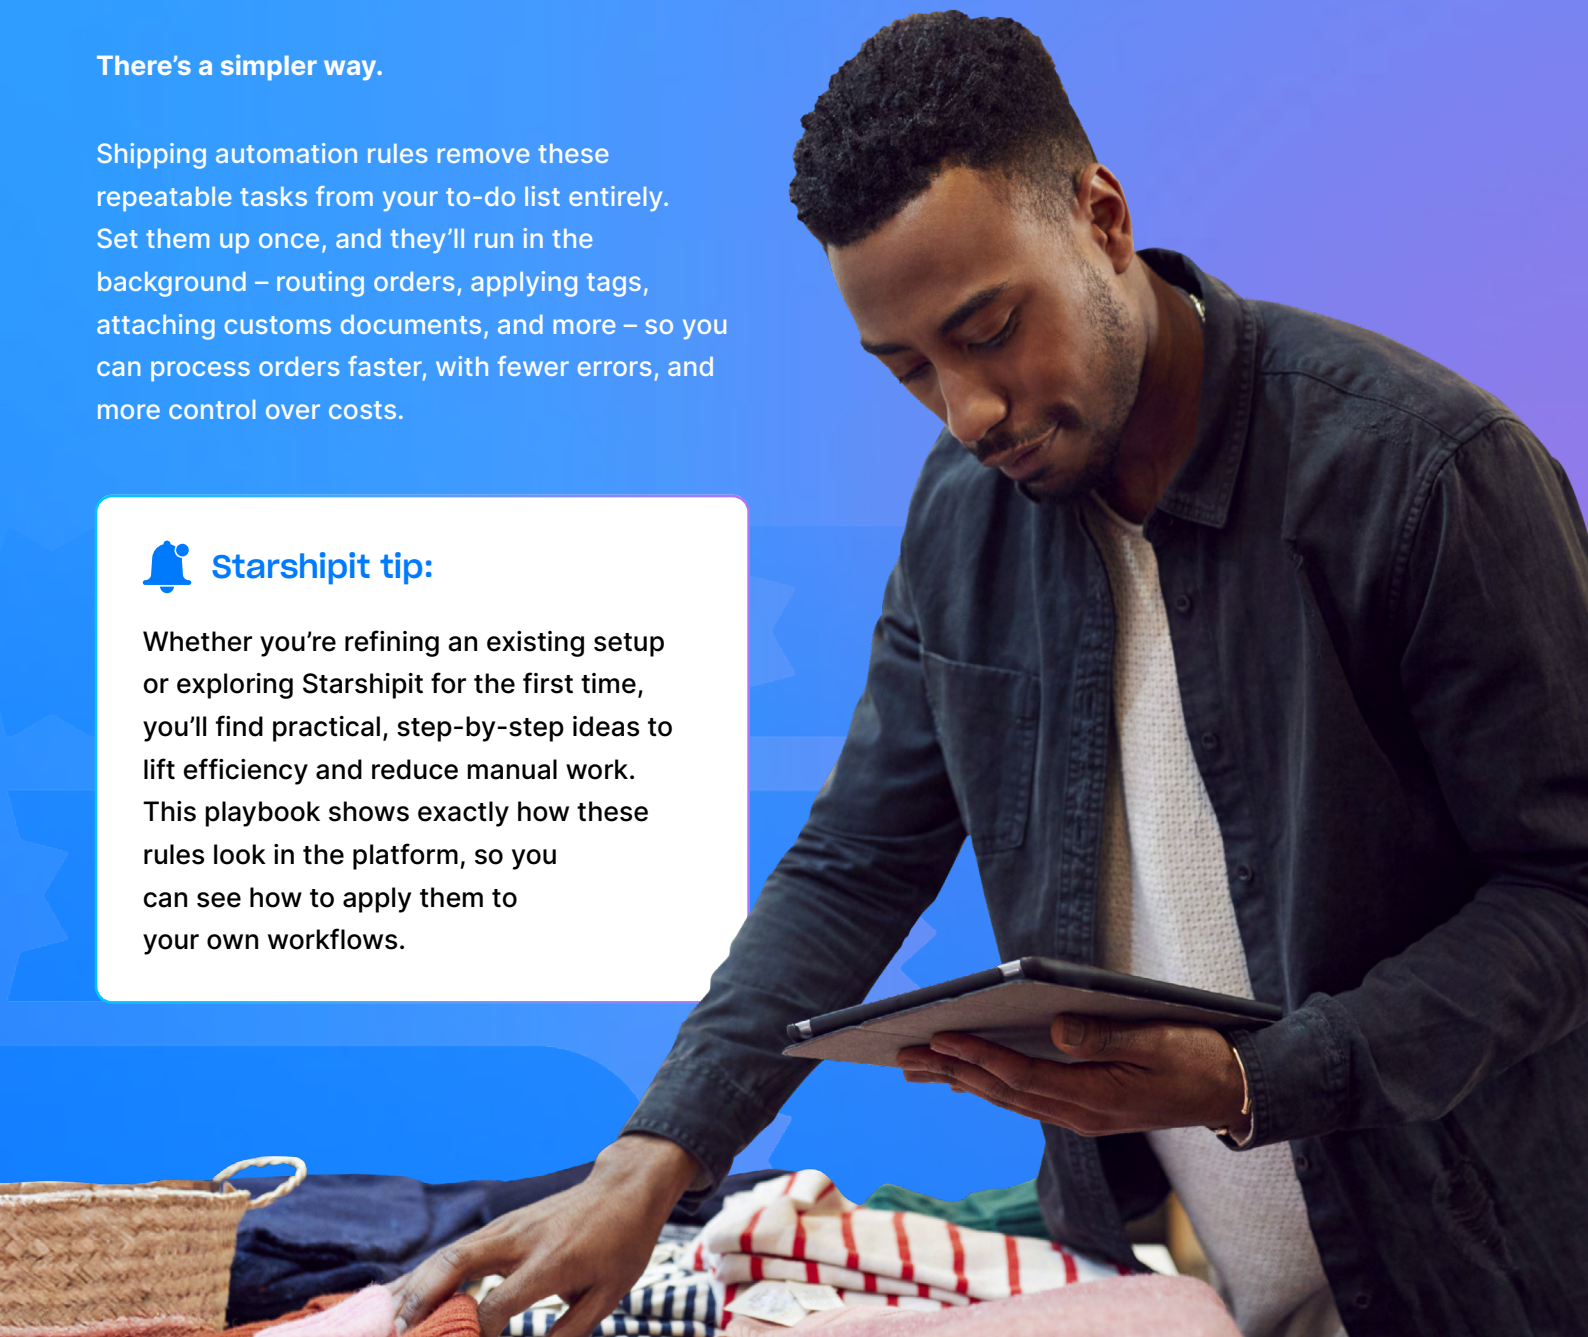 There’s a simpler way.
Shipping automation rules remove these
repeatable tasks from your to-do list entirely.
Set them up once, and they’ll run in the
background – routing orders, applying tags,
attaching customs documents, and more – so you
can process orders faster, with fewer errors, and
more control over costs.
Starshipit tip:
Whether you’re refining an existing setup
or exploring Starshipit for the first time,
you’ll find practical, step-by-step ideas to
lift efficiency and reduce manual work.
This playbook shows exactly how these
rules look in the platform, so you
can see how to apply them to
your own workflows.